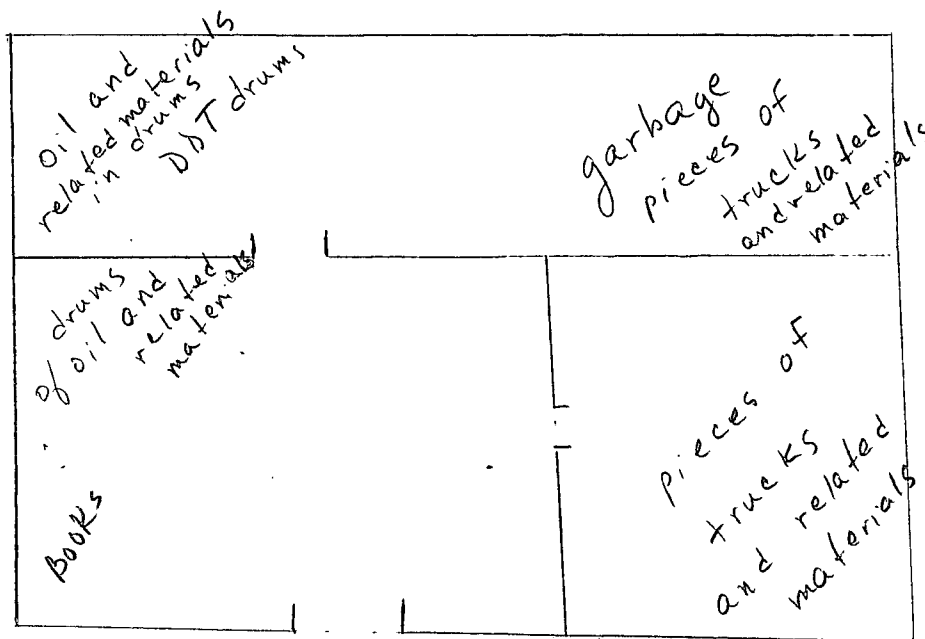 oil and
related materials
in drums
DDT drums
garbage
pieces of
trucks
and related
materials
drums
of oil and
related
materials
Books
pieces of
trucks
and related
materials